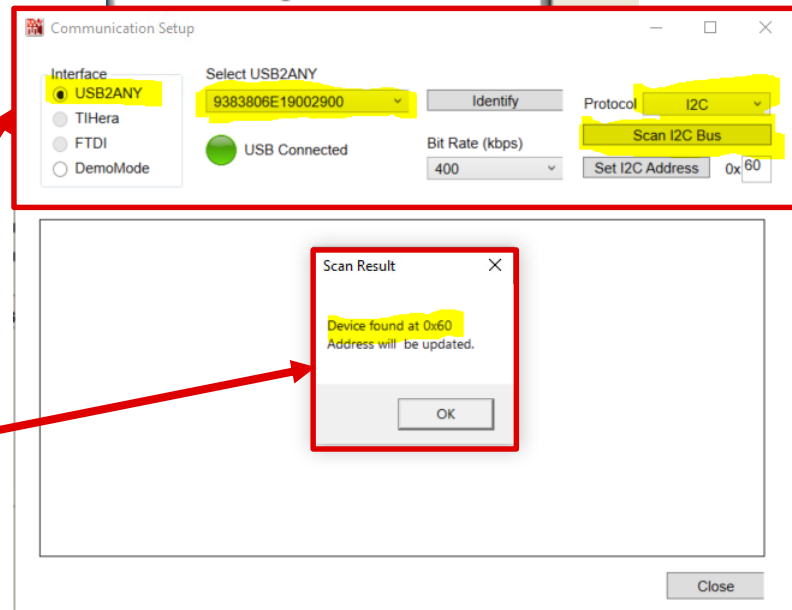 Communication Setup
Interface
USB2ANY
TIHera
FTDI
DemoMode
Select USB2ANY
9383806E19002900
Identify
USB Connected
Bit Rate (kbps)
400
Protocol
I2C
Scan I2C Bus
Set I2C Address
0x
60
Scan Result
Device found at 0x60
Address will be updated.
OK
Close